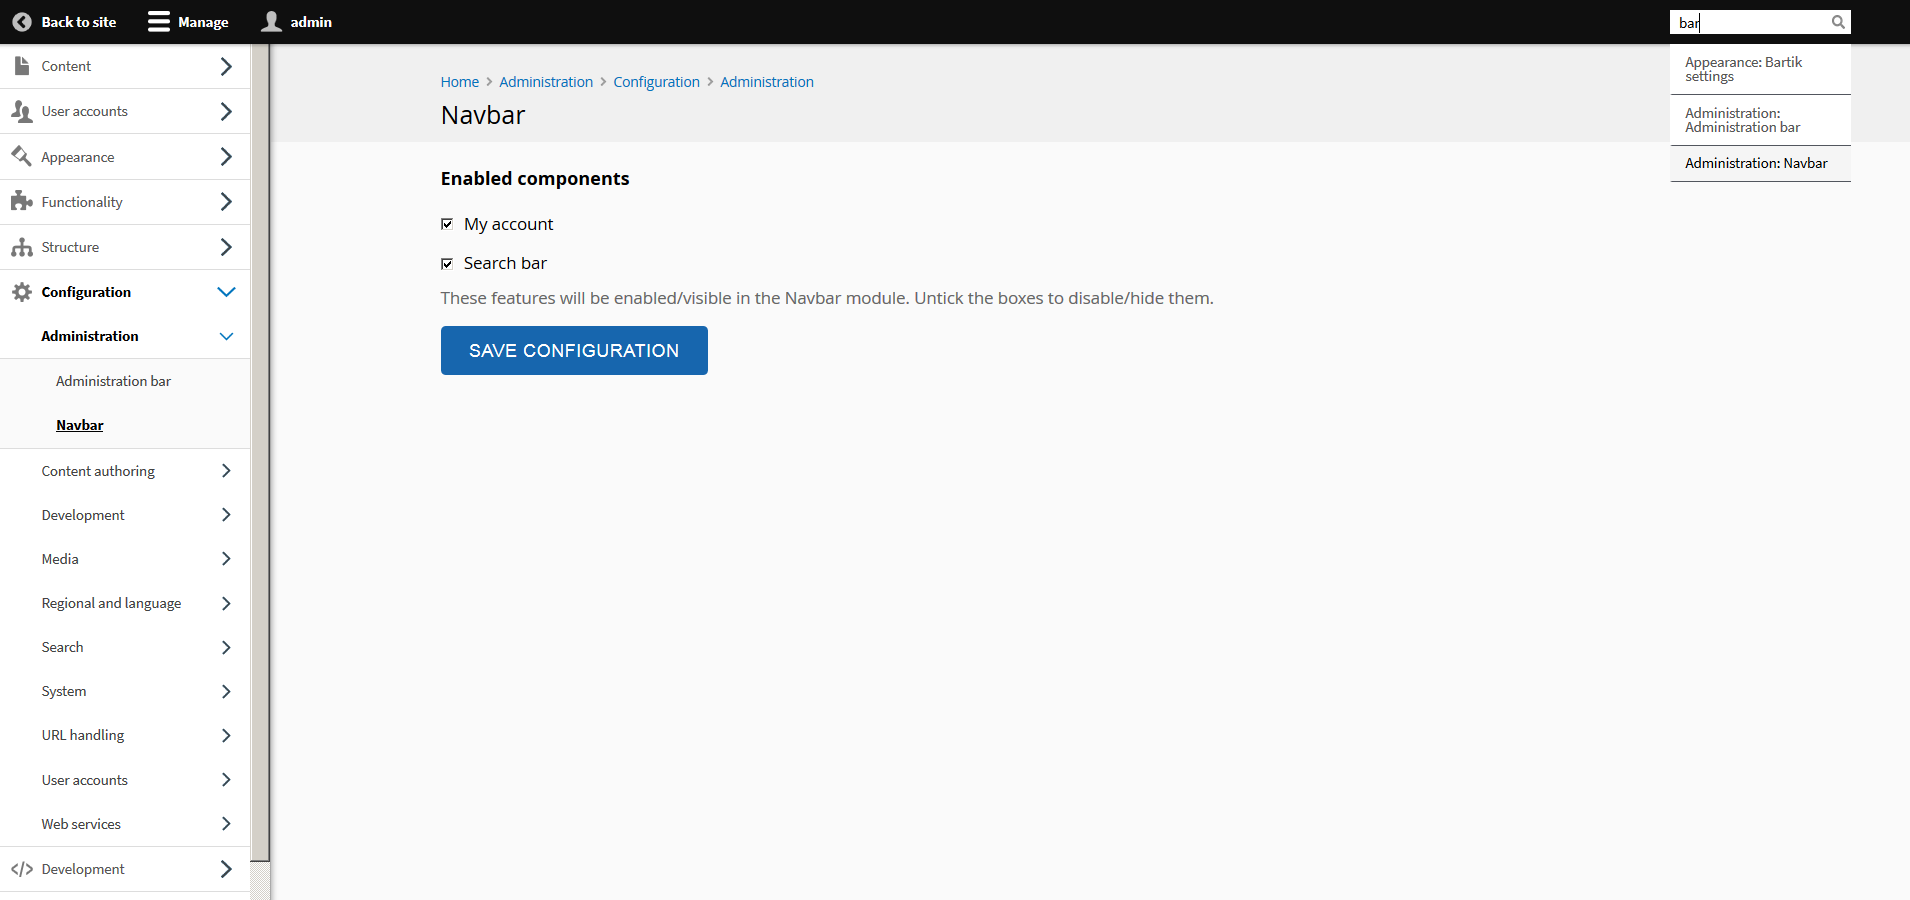 Back to site
Manage
admin
bar
Appearance: Bartik
settings
Administration:
Administration bar
Administration: Navbar
Content
User accounts
Appearance
Functionality
Structure
Configuration
Administration
Administration bar
Navbar
Content authoring
Development
Media
Regional and language
Search
System
URL handling
User accounts
Web services
Development
Home > Administration > Configuration > Administration
Navbar
Enabled components
My account
Search bar
These features will be enabled/visible in the Navbar module. Untick the boxes to disable/hide them.
SAVE CONFIGURATION